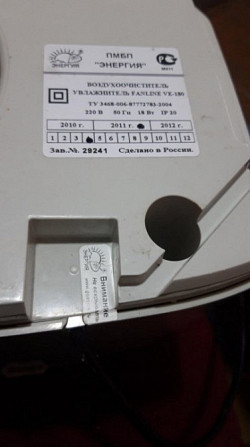 ПМБП
"ЭНЕРГИЯ"
ЭНЕРГИЯ
ВОЗДУХООЧИСТИТЕЛЬ
УВЛАЖНИТЕЛЬ FANLINE VE-180
ТУ 3468-006-87772783-2004
220 В 50 Гц 18 Вт IP 20
2010 г. 2011 г. 2012 г.
1 2 3 4 5 6 7 8 9 10 11 12
Зав.№. 29241 Сделано в России.
ЭНЕРГИЯ
Внимание